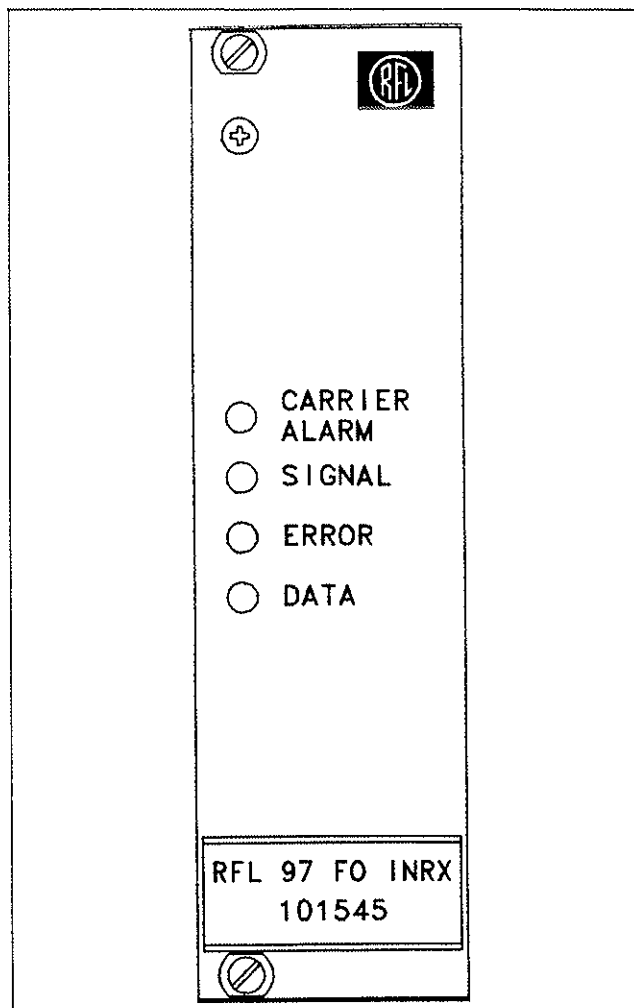 RFL
CARRIER
ALARM
SIGNAL
ERROR
DATA
RFL 97 FO INRX
101545